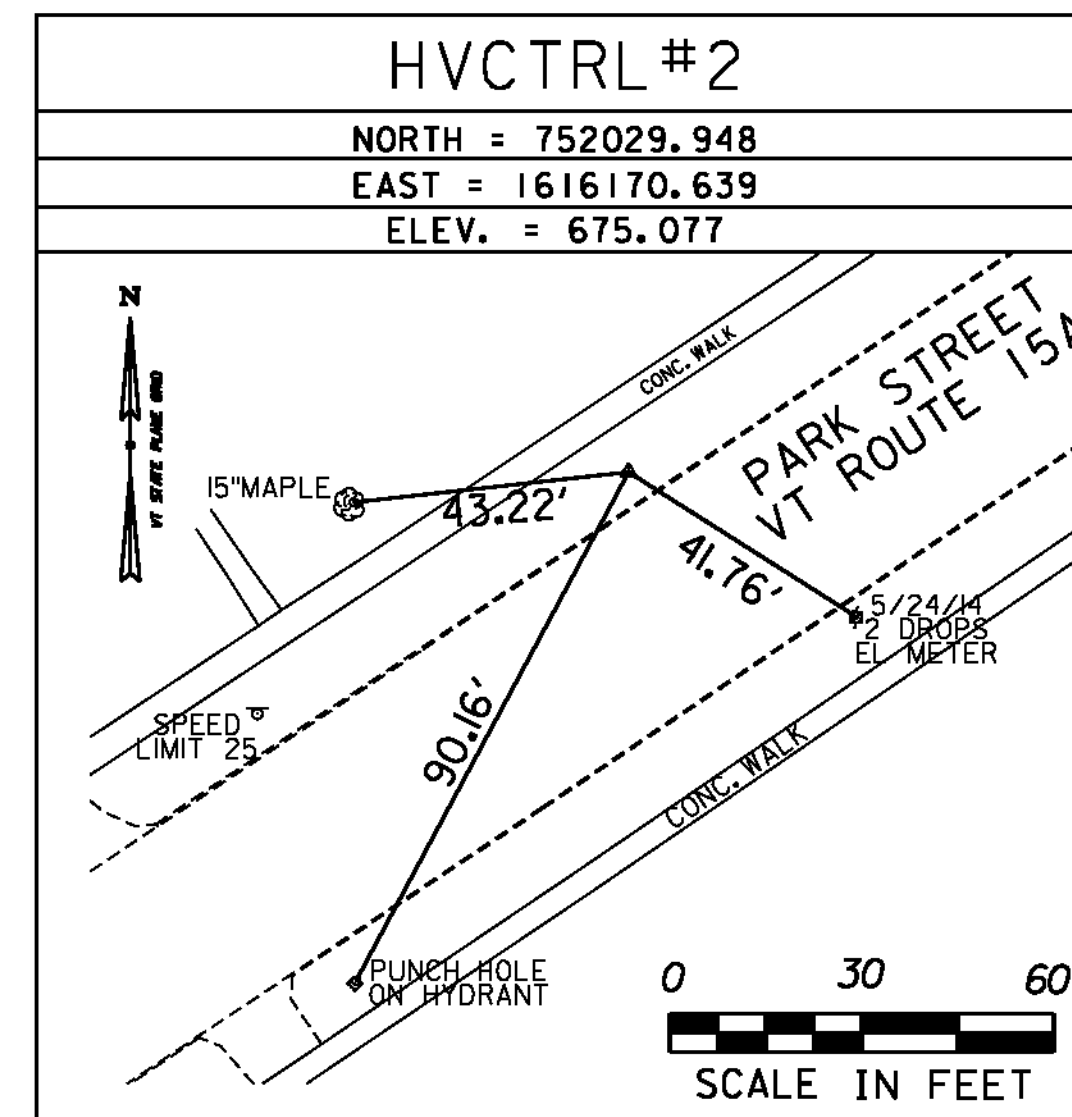 HVCTRL#2
NORTH = 752029.948
EAST = 1616170.639
ELEV. = 675.077
N
VT STATE PLANE GRID
CONC. WALK
PARK STREET
VT ROUTE 15A
15"MAPLE
43.22'
41.76'
5/24/14
2 DROPS
EL METER
90.16'
SPEED
LIMIT 25
CONC. WALK
PUNCH HOLE
ON HYDRANT
0 30 60
SCALE IN FEET